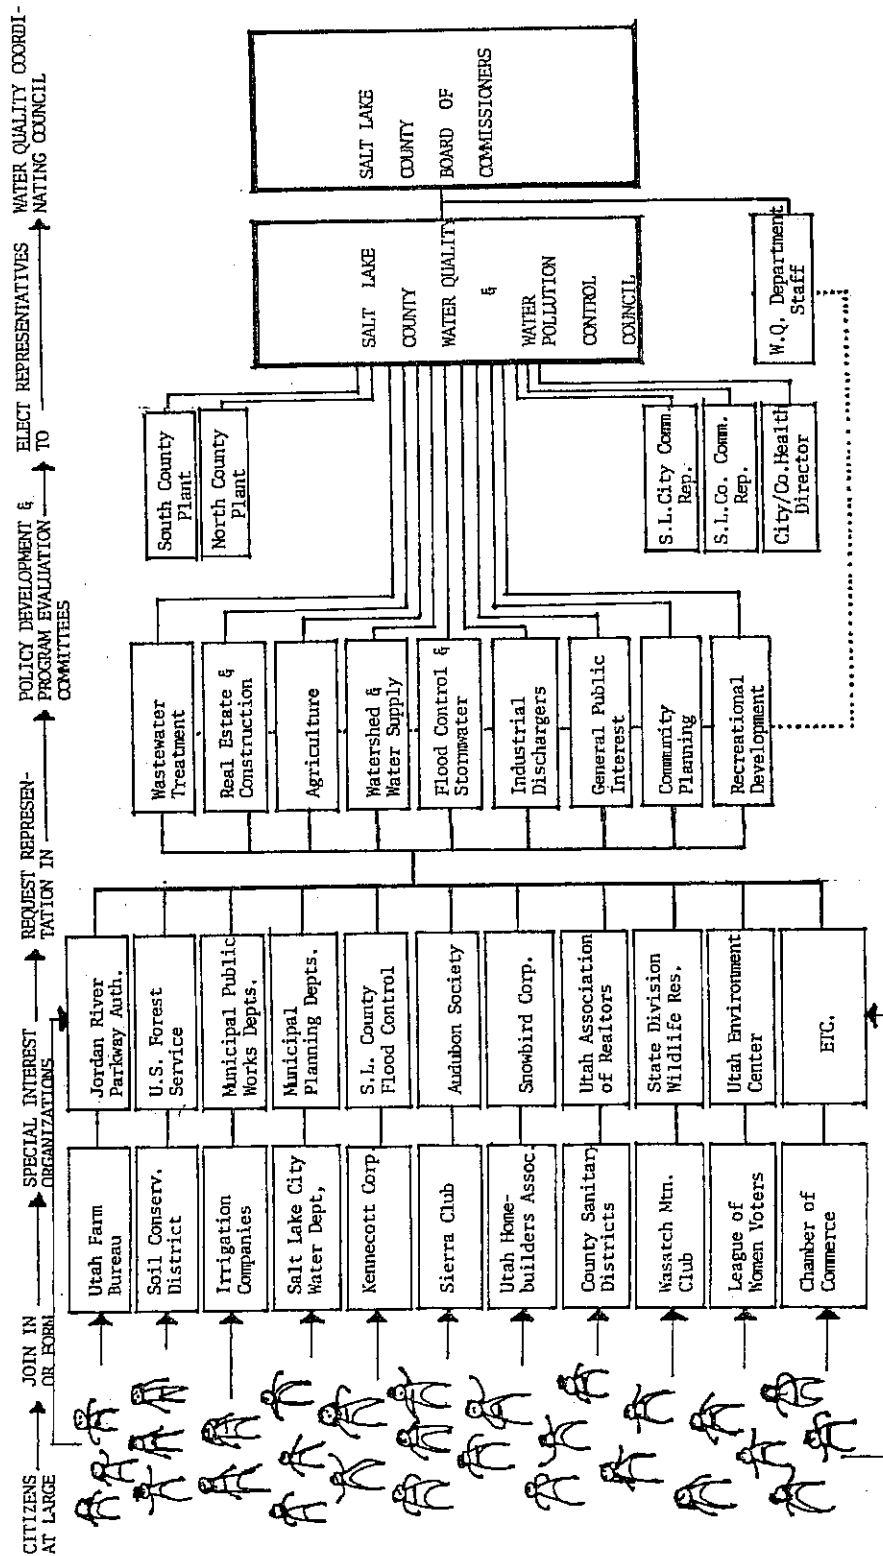 CITIZENS
AT LARGE
JOIN IN
OR FORM
SPECIAL INTEREST
ORGANIZATIONS
REQUEST REPRESEN-
TATION IN
POLICY DEVELOPMENT &
PROGRAM EVALUATION
COMMITTEES
ELECT REPRESENTATIVES
TO
WATER QUALITY COORDI-
NATING COUNCIL
Utah Farm
Bureau
Soil Conserv.
District
Irrigation
Companies
Salt Lake City
Water Dept,
Kennecott Corp.
Sierra Club
Utah Home-
builders Assoc.
County Sanitary
Districts
Wasatch Mtn.
Club
League of
Women Voters
Chamber of
Commerce
Jordan River
Parkway Auth.
U.S. Forest
Service
Municipal Public
Works Depts.
Municipal
Planning Depts.
S.L. County
Flood Control
Audubon Society
Snowbird Corp.
Utah Association
of Realtors
State Division
Wildlife Res.
Utah Environment
Center
ETC.
Wastewater
Treatment
Real Estate &
Construction
Agriculture
Watershed &
Water Supply
Flood Control &
Stormwater
Industrial
Dischargers
General Public
Interest
Community
Planning
Recreational
Development
South County
Plant
North County
Plant
S.L.City Comm.
Rep.
S.L.Co. Comm.
Rep.
City/Co.Health
Director
SALT LAKE
COUNTY
WATER QUALITY
&
WATER
POLLUTION
CONTROL
COUNCIL
W.Q. Department
Staff
SALT LAKE
COUNTY
BOARD OF
COMMISSIONERS